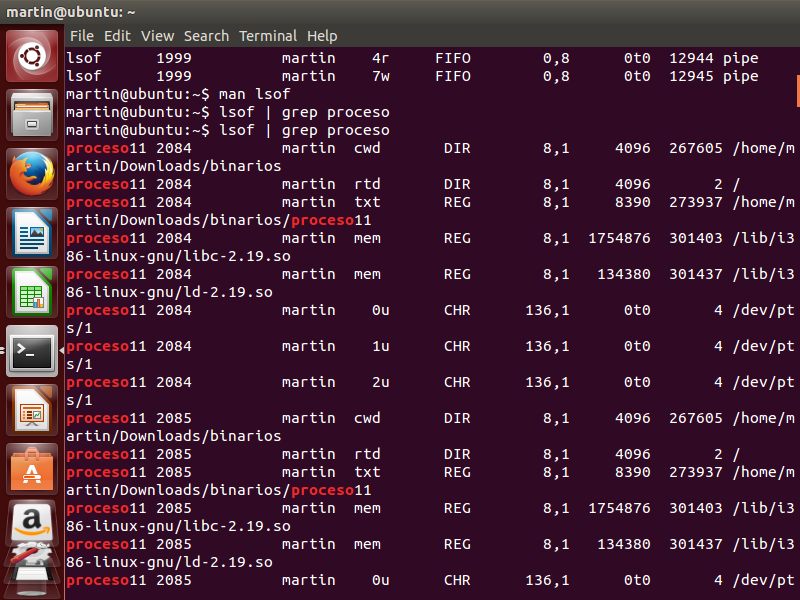 martin@ubuntu: ~
File Edit View Search Terminal Help
lsof      1999          martin    4r     FIFO        0,8      0t0  12944 pipe
lsof      1999          martin    7w     FIFO        0,8      0t0  12945 pipe
martin@ubuntu:~$ man lsof
martin@ubuntu:~$ lsof | grep proceso
martin@ubuntu:~$ lsof | grep proceso
proceso11 2084          martin  cwd       DIR        8,1     4096  267605 /home/m
artin/Downloads/binarios
proceso11 2084          martin  rtd       DIR        8,1     4096       2 /
proceso11 2084          martin  txt       REG        8,1     8390  273937 /home/m
artin/Downloads/binarios/proceso11
proceso11 2084          martin  mem       REG        8,1  1754876  301403 /lib/i3
86-linux-gnu/libc-2.19.so
proceso11 2084          martin  mem       REG        8,1   134380  301437 /lib/i3
86-linux-gnu/ld-2.19.so
proceso11 2084          martin    0u      CHR      136,1      0t0       4 /dev/pt
s/1
proceso11 2084          martin    1u      CHR      136,1      0t0       4 /dev/pt
s/1
proceso11 2084          martin    2u      CHR      136,1      0t0       4 /dev/pt
s/1
proceso11 2085          martin  cwd       DIR        8,1     4096  267605 /home/m
artin/Downloads/binarios
proceso11 2085          martin  rtd       DIR        8,1     4096       2 /
proceso11 2085          martin  txt       REG        8,1     8390  273937 /home/m
artin/Downloads/binarios/proceso11
proceso11 2085          martin  mem       REG        8,1  1754876  301403 /lib/i3
86-linux-gnu/libc-2.19.so
proceso11 2085          martin  mem       REG        8,1   134380  301437 /lib/i3
86-linux-gnu/ld-2.19.so
proceso11 2085          martin    0u      CHR      136,1      0t0       4 /dev/pt